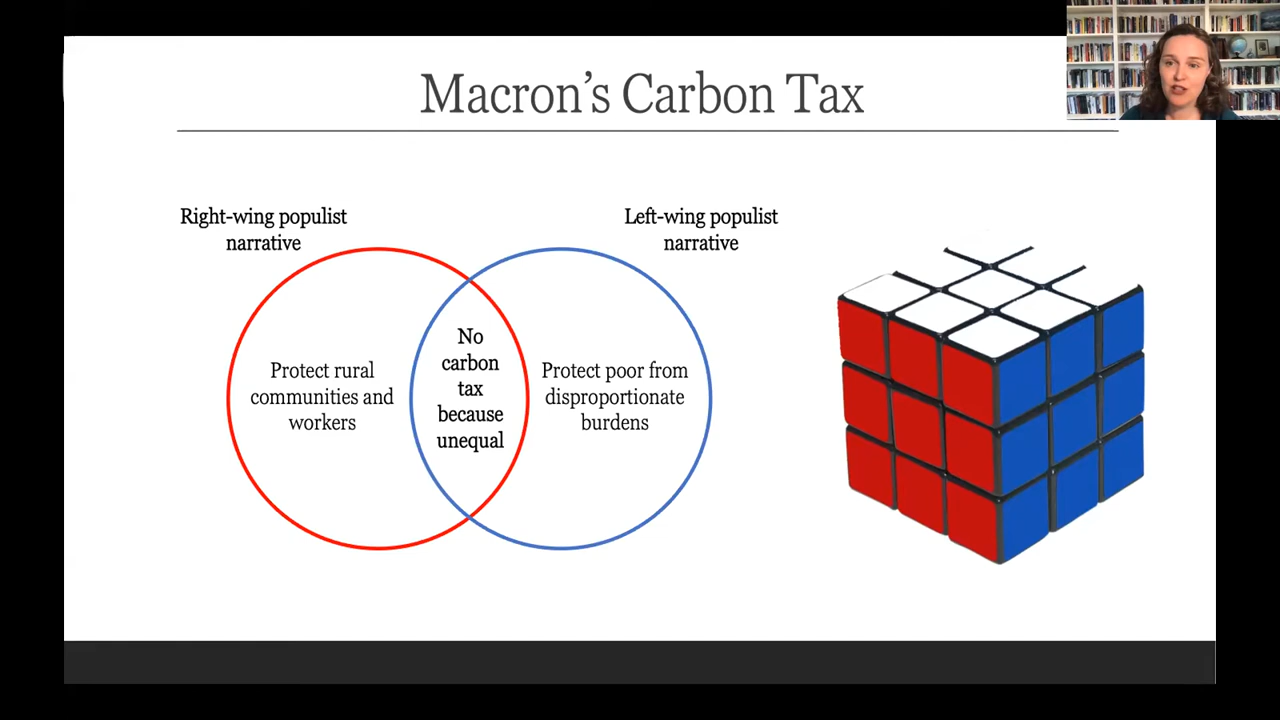 Macron’s Carbon Tax
Right-wing populist
narrative
Left-wing populist
narrative
Protect rural
communities and
workers
No
carbon
tax
because
unequal
Protect poor from
disproportionate
burdens